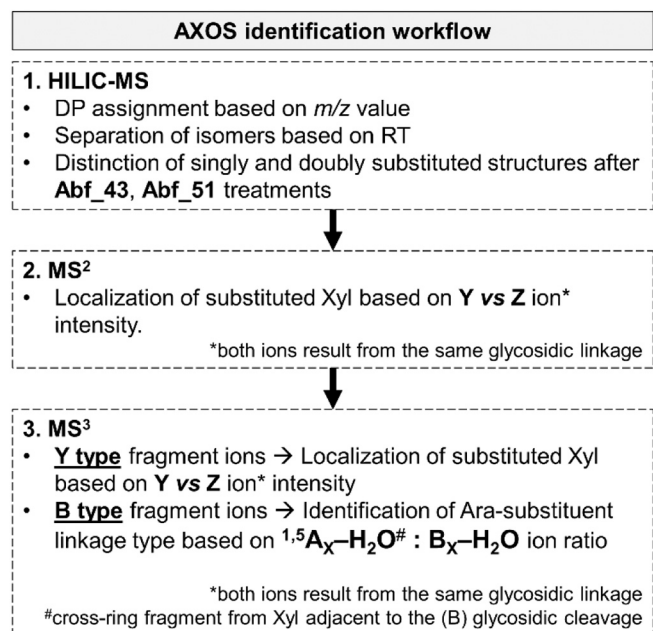 AXOS identification workflow
1. HILIC-MS
• DP assignment based on m/z value
• Separation of isomers based on RT
• Distinction of singly and doubly substituted structures after
Abf_43, Abf_51 treatments
2. MS²
• Localization of substituted Xyl based on Y vs Z ion*
intensity.
*both ions result from the same glycosidic linkage
3. MS³
• Y type fragment ions → Localization of substituted Xyl
based on Y vs Z ion* intensity
• B type fragment ions → Identification of Ara-substituent
linkage type based on ¹,⁵Aₓ–H₂O# : Bₓ–H₂O ion ratio
*both ions result from the same glycosidic linkage
#cross-ring fragment from Xyl adjacent to the (B) glycosidic cleavage